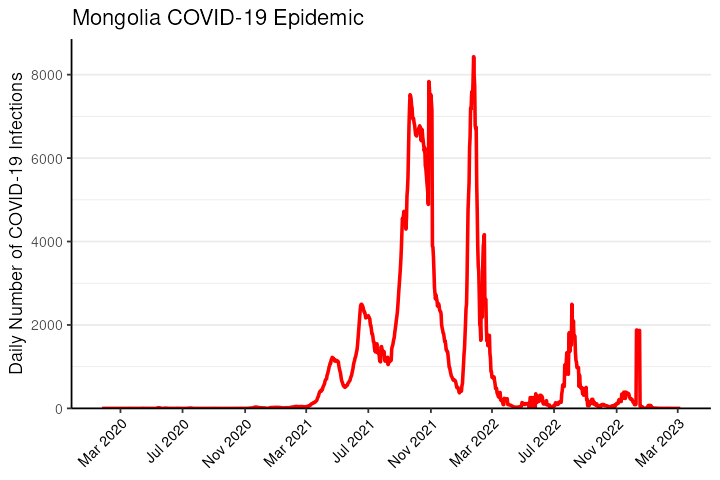 Mongolia COVID-19 Epidemic
Daily Number of COVID-19 Infections
8000
6000
4000
2000
0
Mar 2020
Jul 2020
Nov 2020
Mar 2021
Jul 2021
Nov 2021
Mar 2022
Jul 2022
Nov 2022
Mar 2023